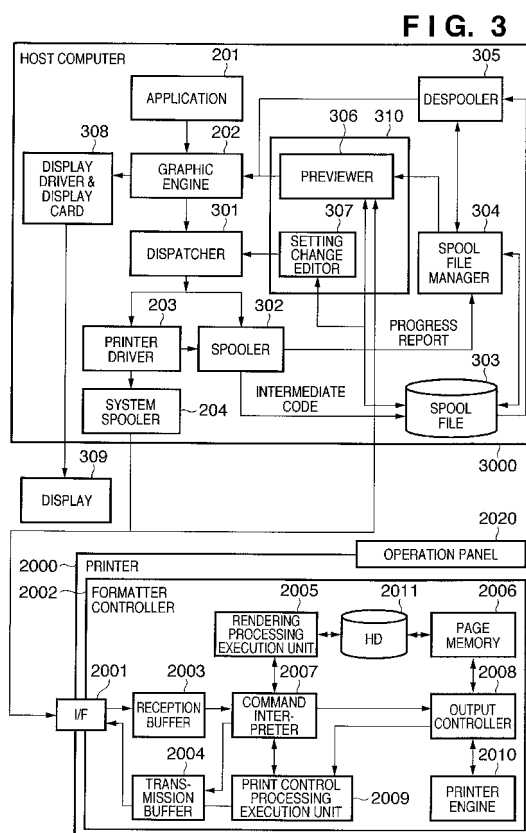 FIG. 3
HOST COMPUTER
201
APPLICATION
202
GRAPHIC
ENGINE
308
DISPLAY
DRIVER &
DISPLAY
CARD
301
DISPATCHER
203
PRINTER
DRIVER
302
SPOOLER
SYSTEM
SPOOLER
204
305
DESPOOLER
310
306
PREVIEWER
307
SETTING
CHANGE
EDITOR
304
SPOOL
FILE
MANAGER
PROGRESS
REPORT
INTERMEDIATE
CODE
303
SPOOL
FILE
3000
309
DISPLAY
2020
OPERATION PANEL
2000
PRINTER
2002
FORMATTER
CONTROLLER
2005
RENDERING
PROCESSING
EXECUTION UNIT
2011
HD
2006
PAGE
MEMORY
2001
I/F
2003
RECEPTION
BUFFER
2007
COMMAND
INTER-
PRETER
2008
OUTPUT
CONTROLLER
2004
TRANS-
MISSION
BUFFER
PRINT CONTROL
PROCESSING
EXECUTION UNIT
2009
2010
PRINTER
ENGINE